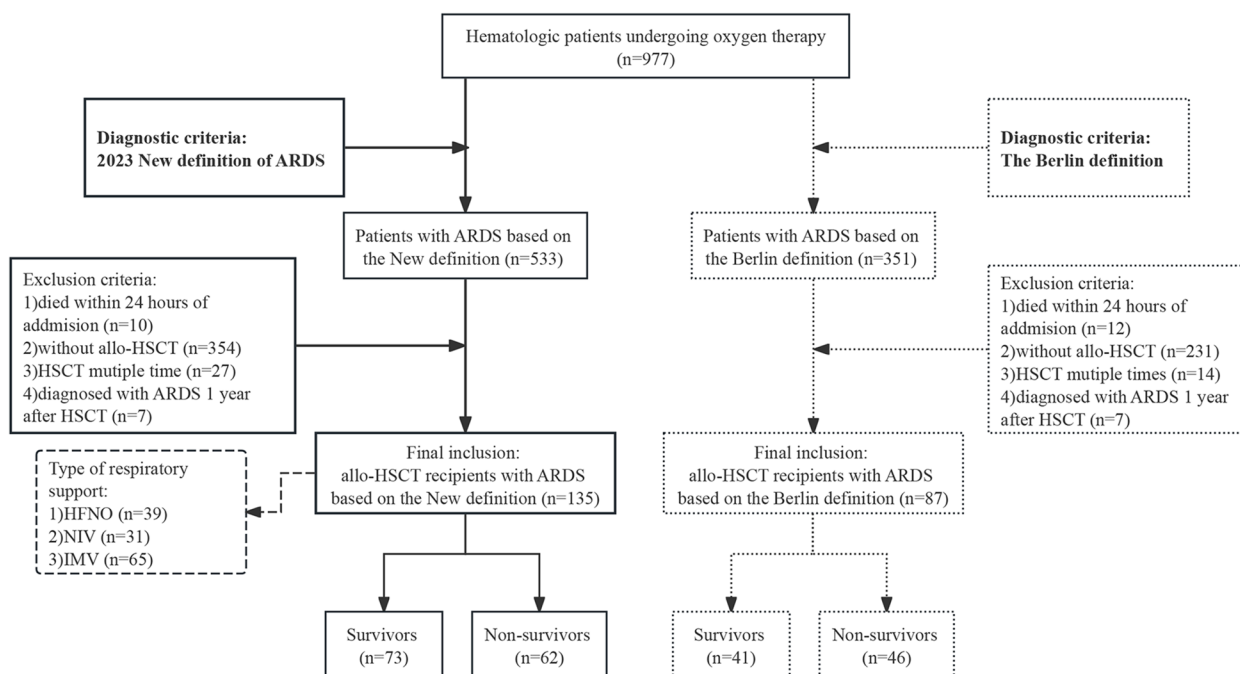 Hematologic patients undergoing oxygen therapy
(n=977)
Diagnostic criteria:
2023 New definition of ARDS
Diagnostic criteria:
The Berlin definition
Patients with ARDS based on
the New definition (n=533)
Patients with ARDS based on
the Berlin definition (n=351)
Exclusion criteria:
1)died within 24 hours of
addmision (n=10)
2)without allo-HSCT (n=354)
3)HSCT mutiple time (n=27)
4)diagnosed with ARDS 1 year
after HSCT (n=7)
Exclusion criteria:
1)died within 24 hours of
addmision (n=12)
2)without allo-HSCT (n=231)
3)HSCT mutiple times (n=14)
4)diagnosed with ARDS 1 year
after HSCT (n=7)
Final inclusion:
allo-HSCT recipients with ARDS
based on the New definition (n=135)
Final inclusion:
allo-HSCT recipients with ARDS
based on the Berlin definition (n=87)
Type of respiratory
support:
1)HFNO (n=39)
2)NIV (n=31)
3)IMV (n=65)
Survivors
(n=73)
Non-survivors
(n=62)
Survivors
(n=41)
Non-survivors
(n=46)